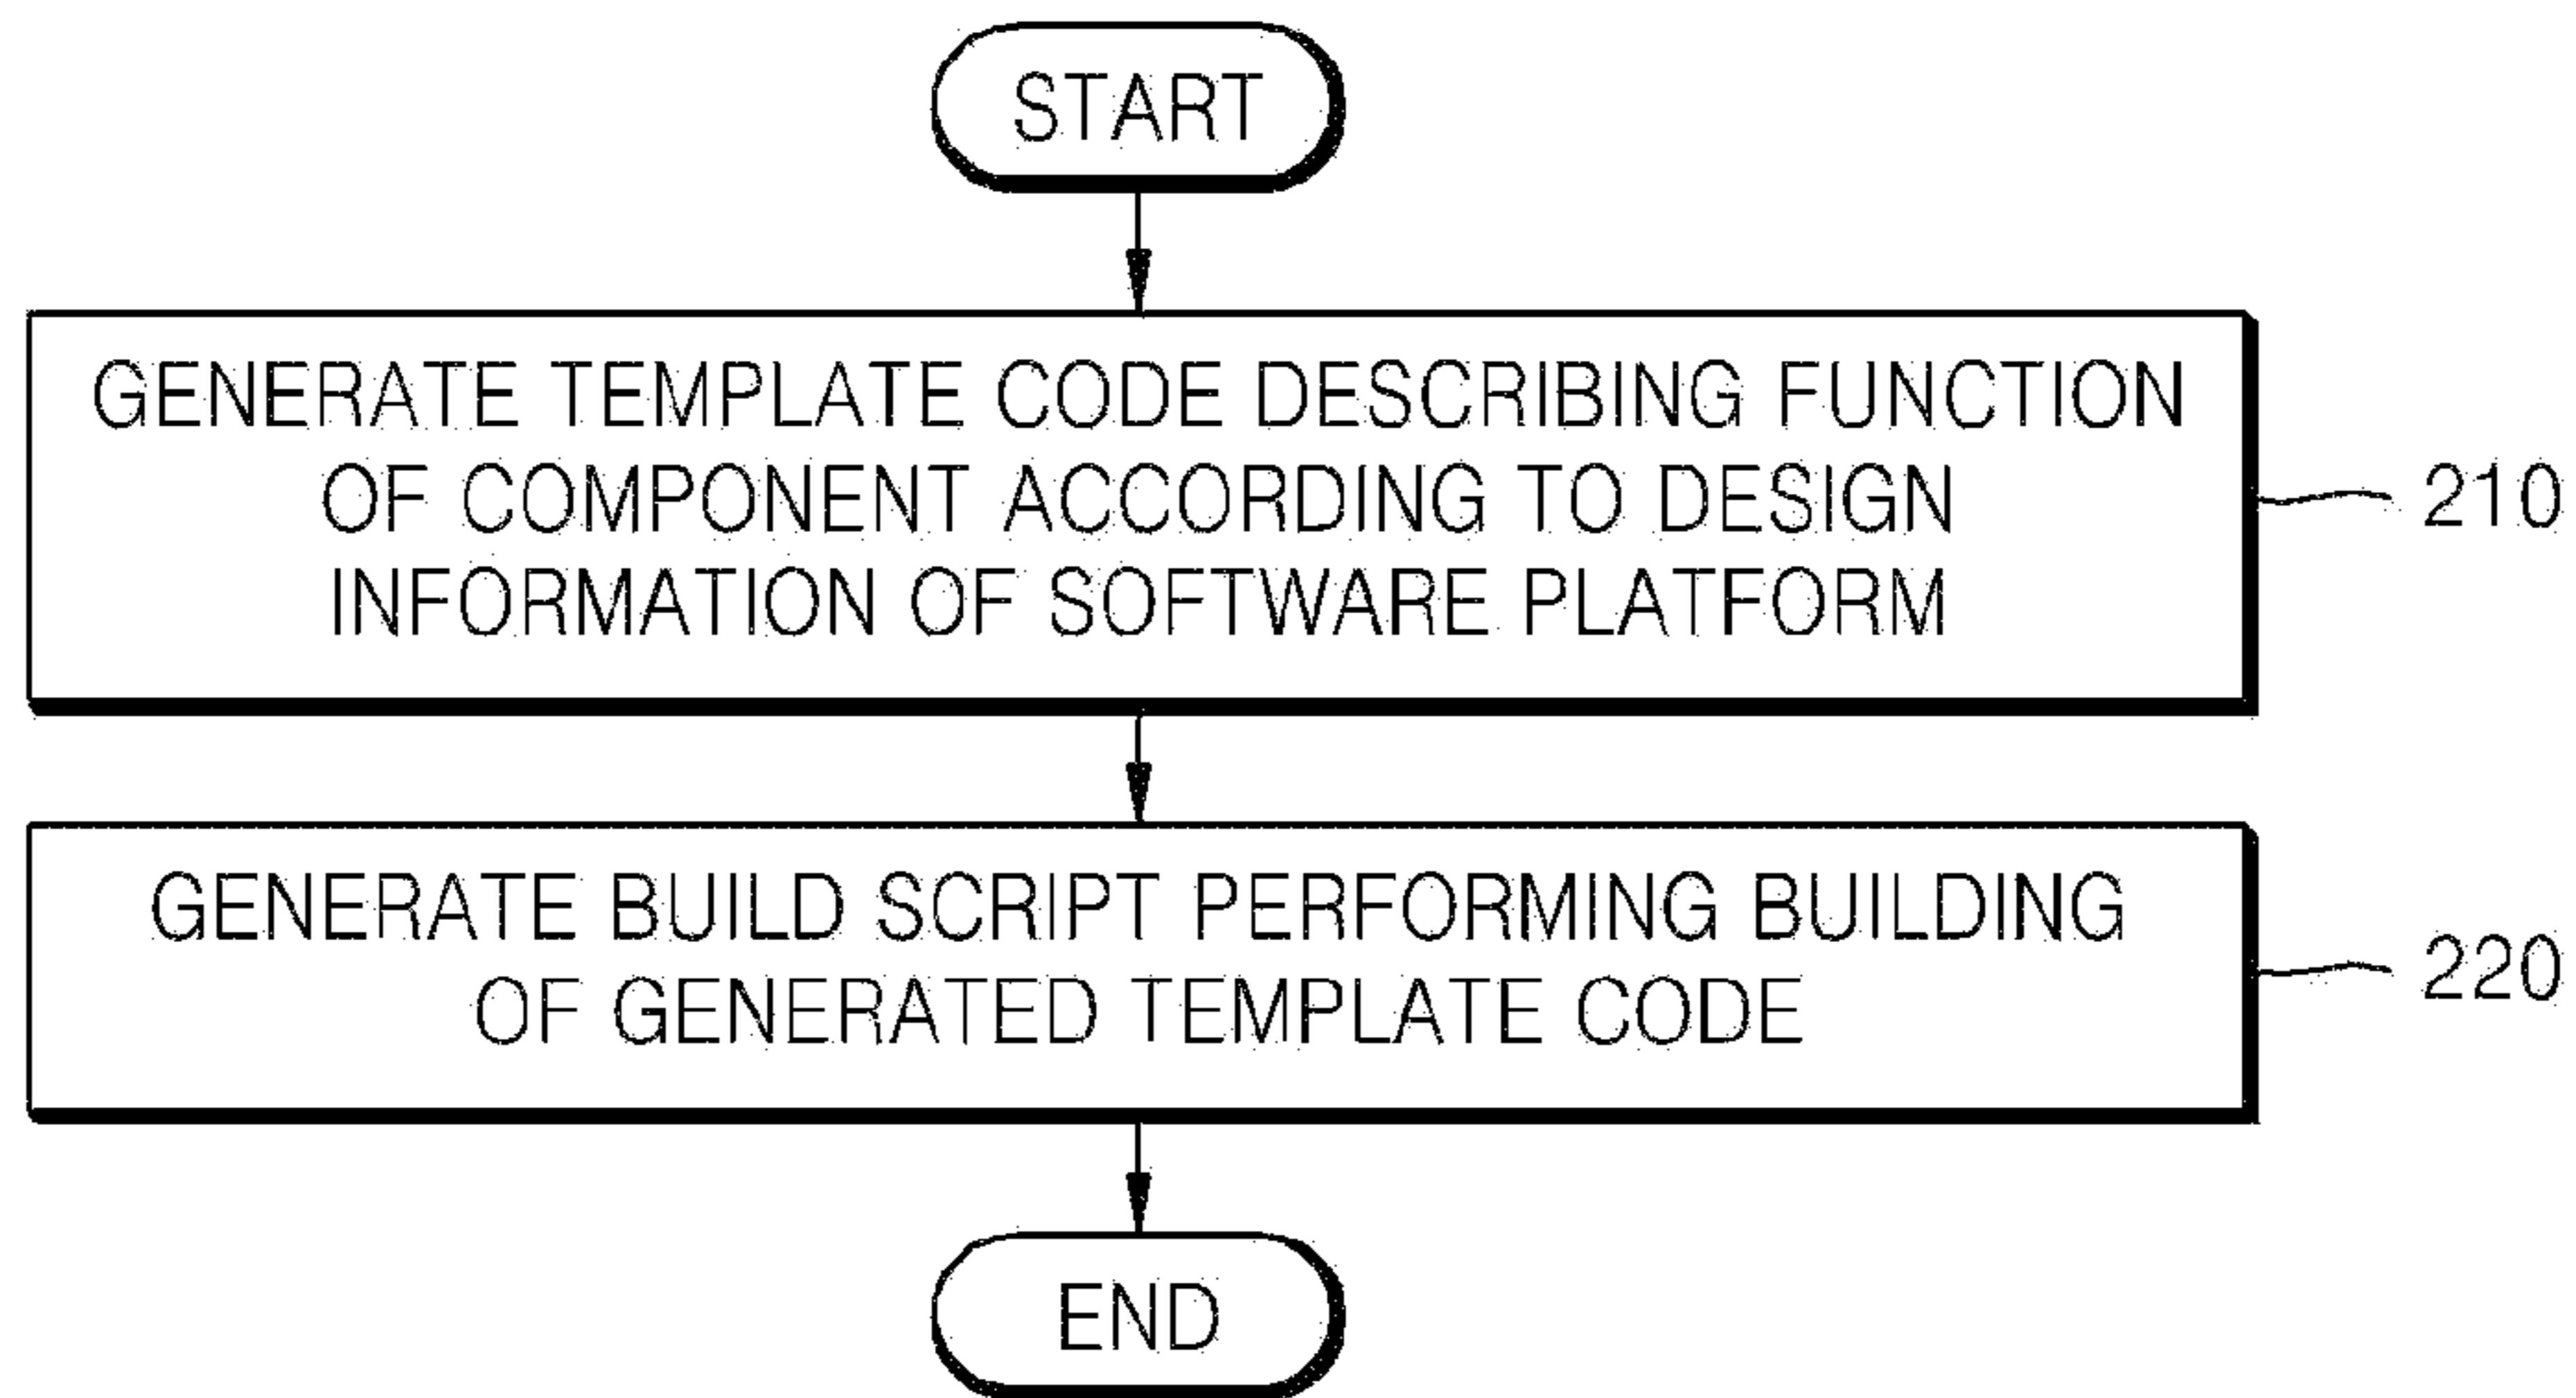 START
GENERATE TEMPLATE CODE DESCRIBING FUNCTION
OF COMPONENT ACCORDING TO DESIGN
INFORMATION OF SOFTWARE PLATFORM
210
GENERATE BUILD SCRIPT PERFORMING BUILDING
OF GENERATED TEMPLATE CODE
220
END